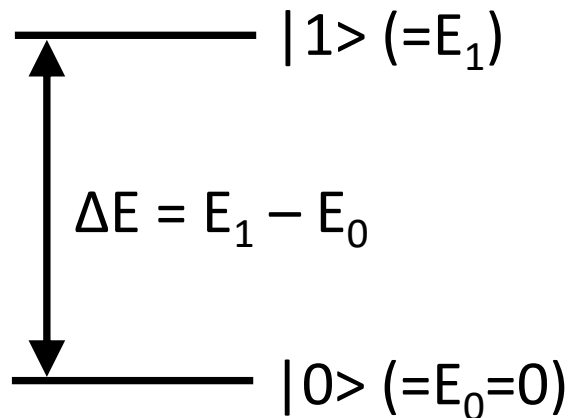 |1> (=E₁)
ΔE = E₁ – E₀
|0> (=E₀=0)